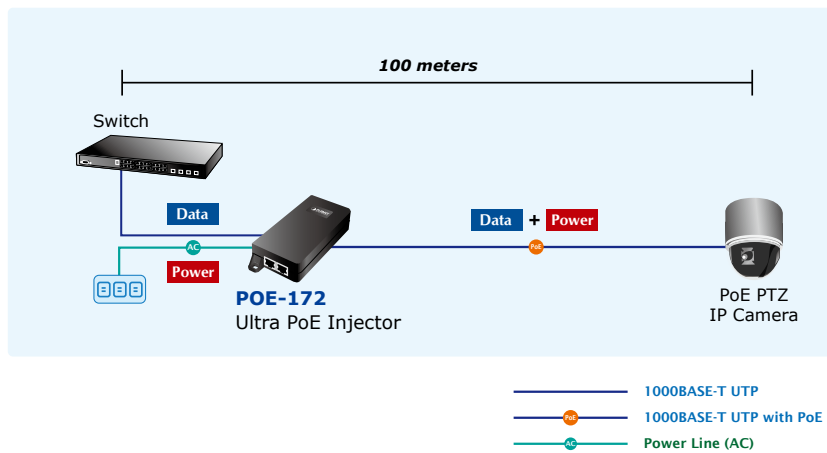 100 meters
Switch
Data
Data + Power
AC
PoE
Power
POE-172
Ultra PoE Injector
PoE PTZ
IP Camera
1000BASE-T UTP
PoE
1000BASE-T UTP with PoE
AC
Power Line (AC)